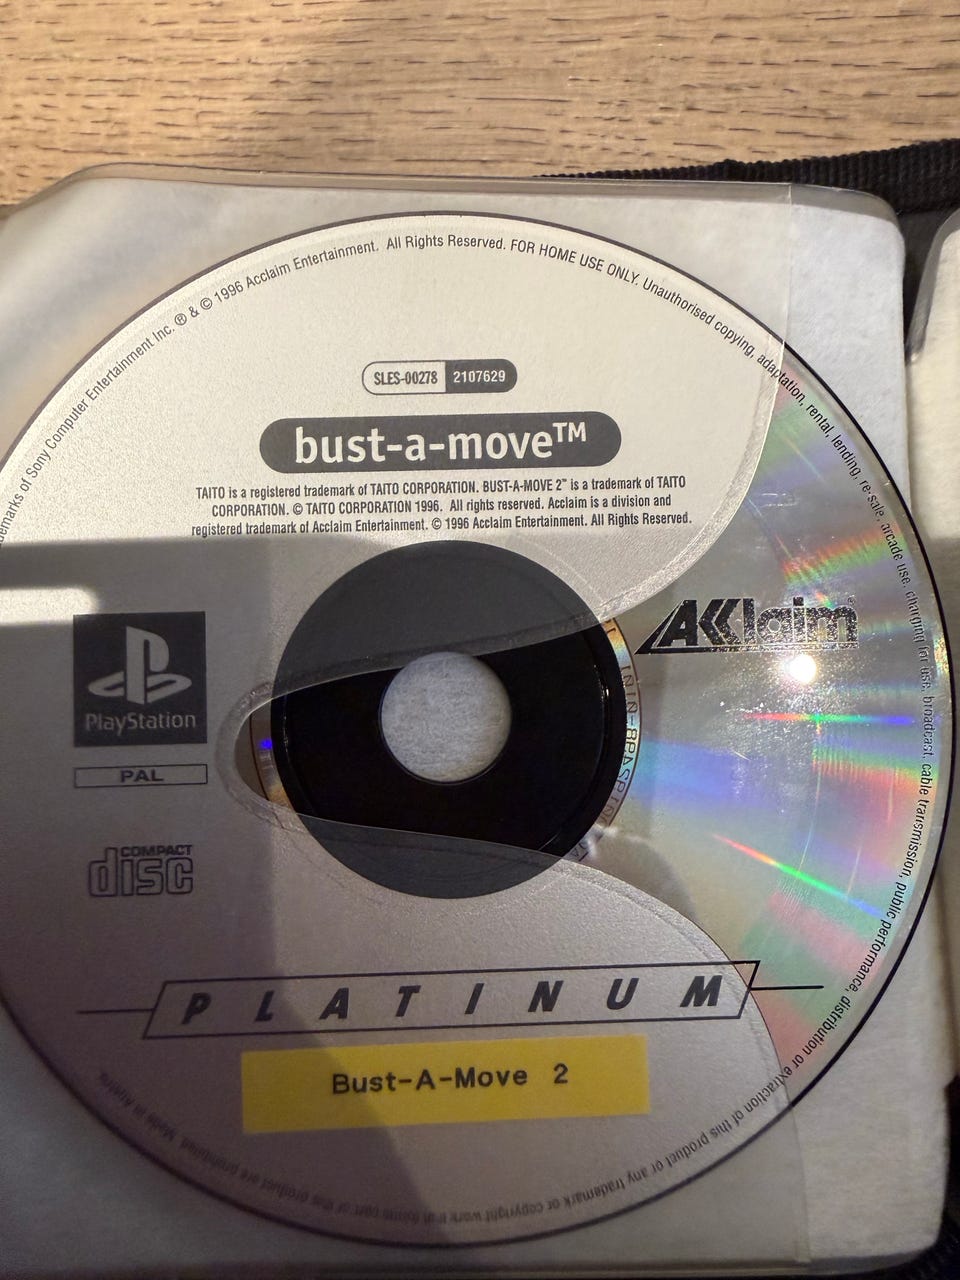 demarks of Sony Computer Entertainment Inc. ® & © 1996 Acclaim Entertainment. All Rights Reserved. FOR HOME USE ONLY. Unauthorised copying, adaptation, rental, lending, re-sale, arcade use, charging for use, broadcast, cable transmission, public performance, distribution or extraction of this product or any trademark or copyright work that forms part of this product are prohibited. Made in Austria.
SLES-00278 2107629
bust-a-move™
TAITO is a registered trademark of TAITO CORPORATION. BUST-A-MOVE 2™ is a trademark of TAITO
CORPORATION. © TAITO CORPORATION 1996. All rights reserved. Acclaim is a division and
registered trademark of Acclaim Entertainment. © 1996 Acclaim Entertainment. All Rights Reserved.
AKKlaim
PlayStation
PAL
COMPACT
disc
PLATINUM
Bust-A-Move 2